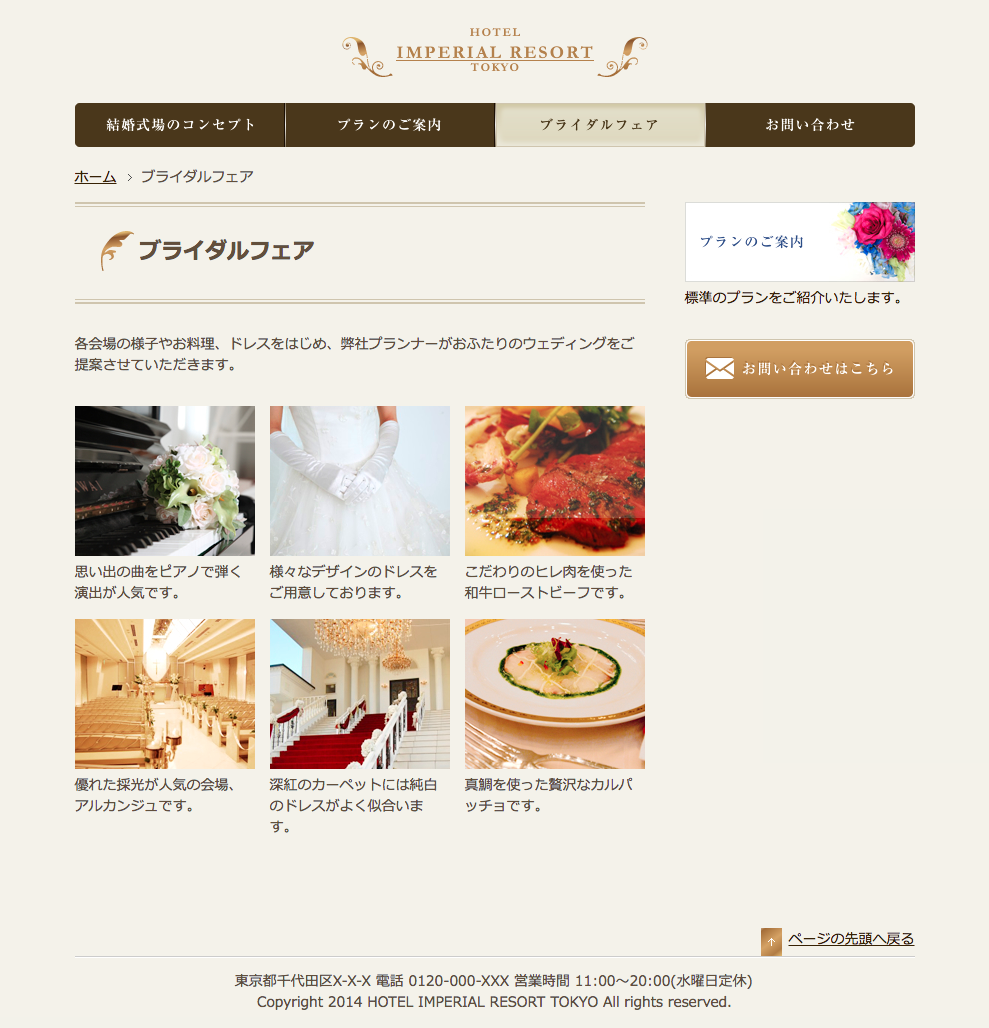 HOTEL
IMPERIAL RESORT
TOKYO
結婚式場のコンセプト
プランのご案内
ブライダルフェア
お問い合わせ
ホーム > ブライダルフェア
ブライダルフェア
プランのご案内
標準のプランをご紹介いたします。
お問い合わせはこちら
各会場の様子やお料理、ドレスをはじめ、弊社プランナーがおふたりのウェディングをご
提案させていただきます。
思い出の曲をピアノで弾く
演出が人気です。
様々なデザインのドレスを
ご用意しております。
こだわりのヒレ肉を使った
和牛ローストビーフです。
優れた採光が人気の会場、
アルカンジュです。
深紅のカーペットには純白
のドレスがよく似合いま
す。
真鯛を使った贅沢なカルパ
ッチョです。
ページの先頭へ戻る
東京都千代田区X-X-X 電話 0120-000-XXX 営業時間 11:00〜20:00(水曜日定休)
Copyright 2014 HOTEL IMPERIAL RESORT TOKYO All rights reserved.